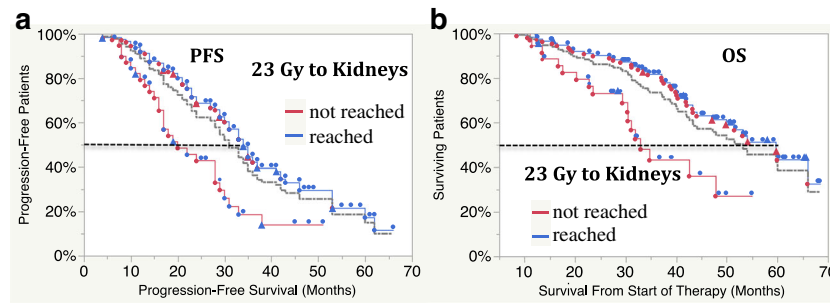 a
PFS
23 Gy to Kidneys
not reached
reached
Progression-Free Patients
100%
80%
60%
40%
20%
0%
0 10 20 30 40 50 60 70
Progression-Free Survival (Months)
b
OS
23 Gy to Kidneys
not reached
reached
Surviving Patients
100%
80%
60%
40%
20%
0%
10 20 30 40 50 60 70
Survival From Start of Therapy (Months)